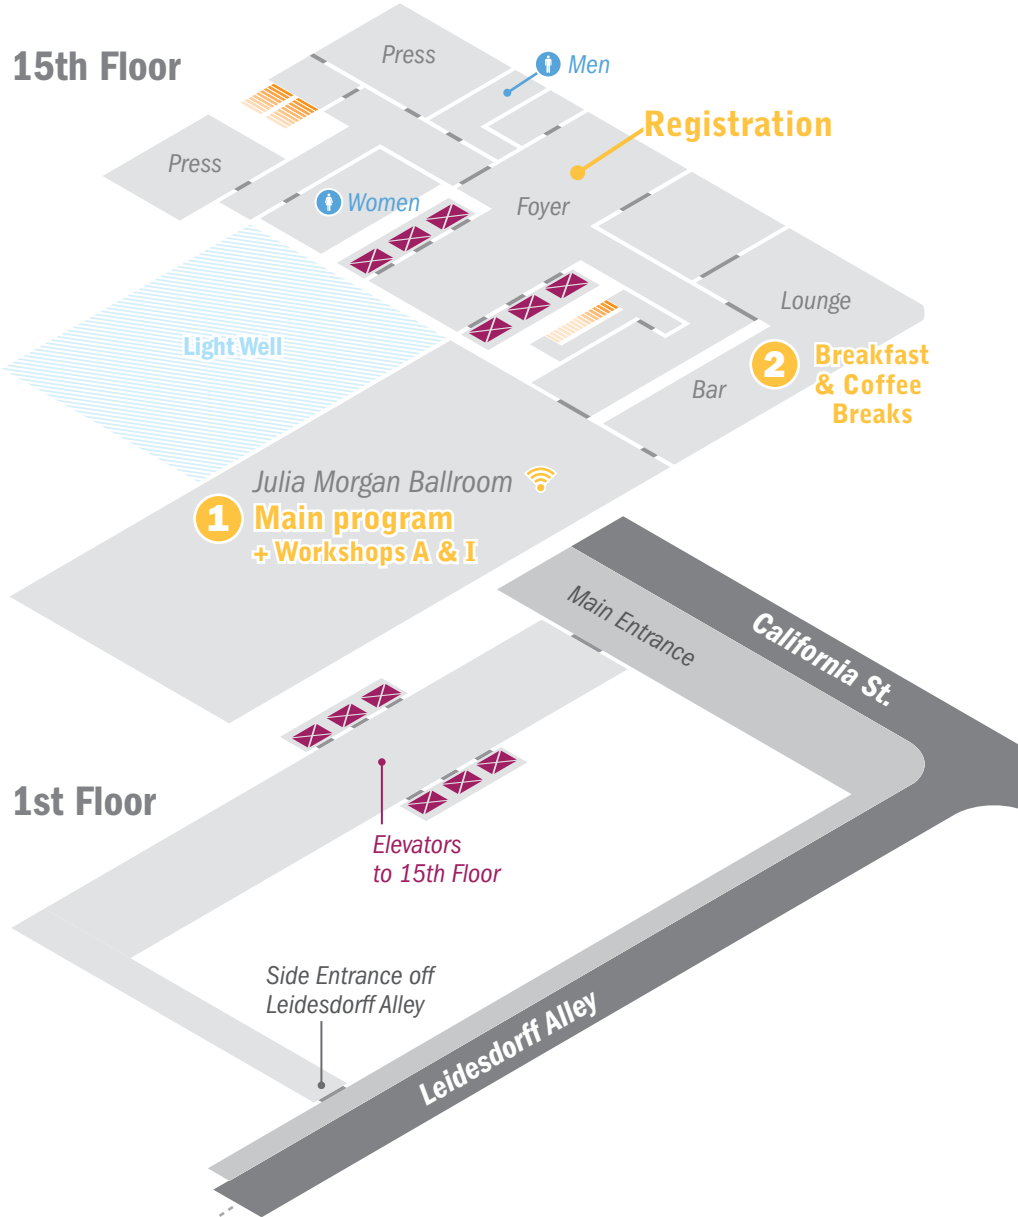 15th Floor
Press
Men
Registration
Press
Women
Foyer
Lounge
Light Well
2
Breakfast
& Coffee
Breaks
Bar
Julia Morgan Ballroom
1
Main program
+ Workshops A & I
Main Entrance
California St.
1st Floor
Elevators
to 15th Floor
Side Entrance off
Leidesdorff Alley
Leidesdorff Alley